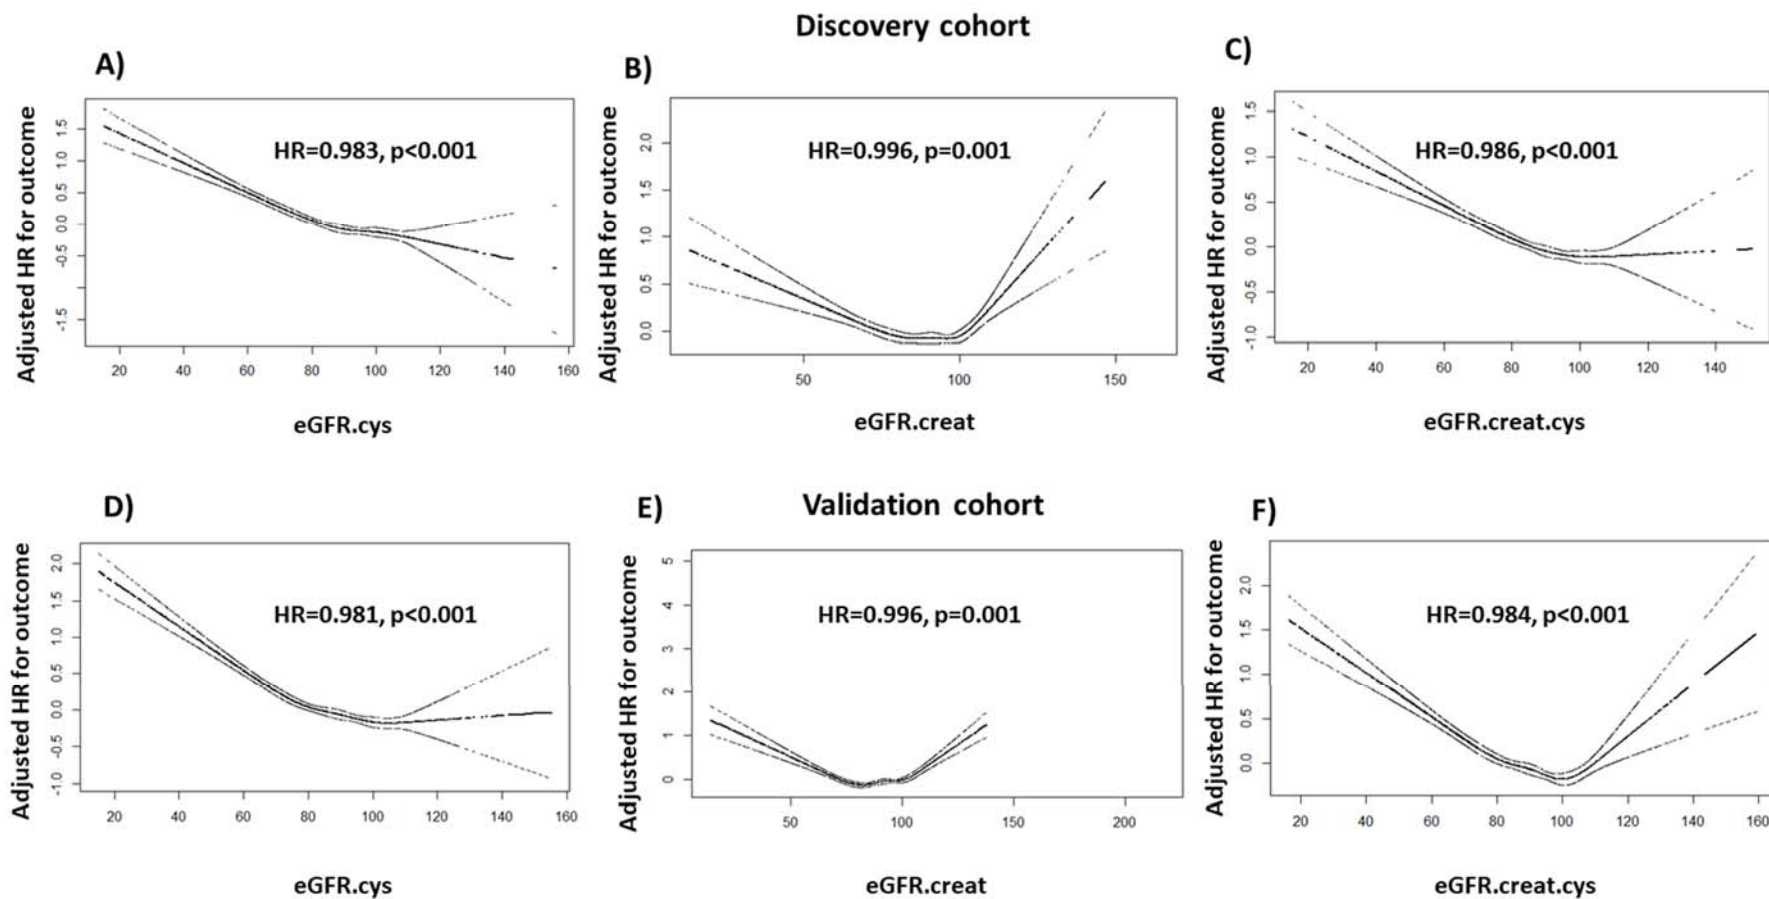 Discovery cohort
A)
Adjusted HR for outcome
1.5
1.0
0.5
0.0
-0.5
-1.5
HR=0.983, p<0.001
20 40 60 80 100 120 140 160
eGFR.cys
B)
Adjusted HR for outcome
2.0
1.5
1.0
0.5
0.0
HR=0.996, p=0.001
50 100 150
eGFR.creat
C)
Adjusted HR for outcome
1.5
1.0
0.5
0.0
-0.5
-1.0
HR=0.986, p<0.001
20 40 60 80 100 120 140
eGFR.creat.cys
Validation cohort
D)
Adjusted HR for outcome
2.0
1.5
1.0
0.5
0.0
-0.5
-1.0
HR=0.981, p<0.001
20 40 60 80 100 120 140 160
eGFR.cys
E)
Adjusted HR for outcome
5
4
3
2
1
0
HR=0.996, p=0.001
50 100 150 200
eGFR.creat
F)
Adjusted HR for outcome
2.0
1.5
1.0
0.5
0.0
HR=0.984, p<0.001
20 40 60 80 100 120 140 160
eGFR.creat.cys